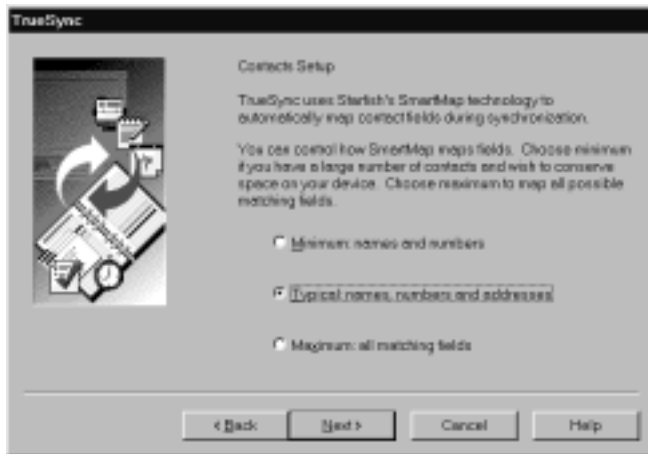 TrueSync
Contacts Setup
TrueSync uses Starfish's SmartMap technology to
automatically map contact fields during synchronization.
You can control how SmartMap maps fields. Choose minimum
if you have a large number of contacts and wish to conserve
space on your device. Choose maximum to map all possible
matching fields.
Minimum: names and numbers
Typical: names, numbers and addresses
Maximum: all matching fields
< Back Next > Cancel Help